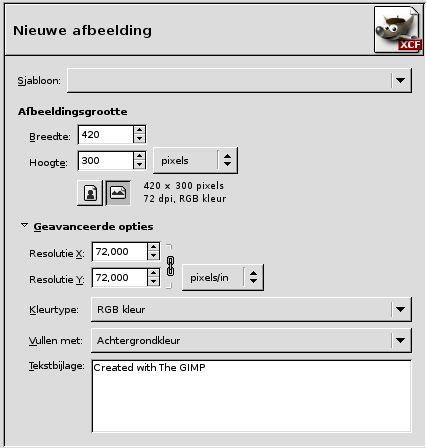 Nieuwe afbeelding
XCF
Sjabloon:
Afbeeldingsgrootte
Breedte: 420
Hoogte: 300 pixels
420 x 300 pixels
72 dpi, RGB kleur
Geavanceerde opties
Resolutie X: 72,000
Resolutie Y: 72,000 pixels/in
Kleurtype: RGB kleur
Vullen met: Achtergrondkleur
Tekstbijlage: Created with The GIMP